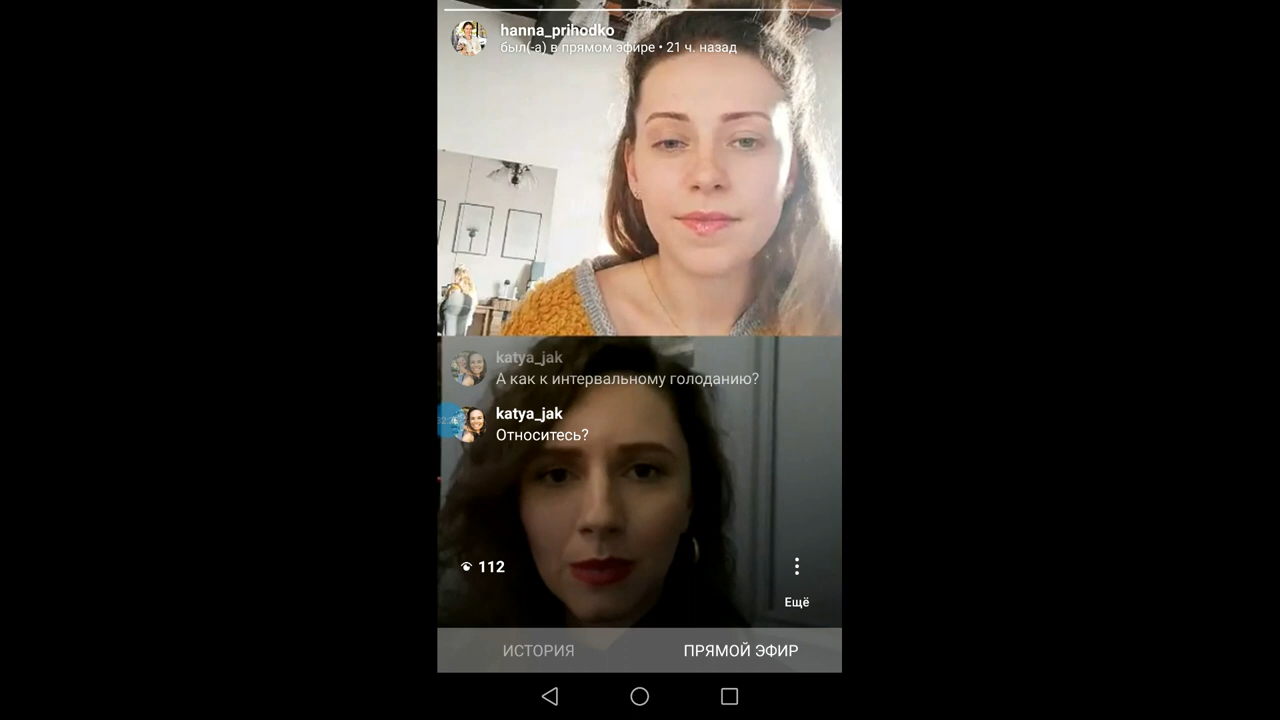 hanna_prihodko
был(-а) в прямом эфире • 21 ч. назад
katya_jak
А как к интервальному голоданию?
katya_jak
Относитесь?
112
Ещё
ИСТОРИЯ
ПРЯМОЙ ЭФИР